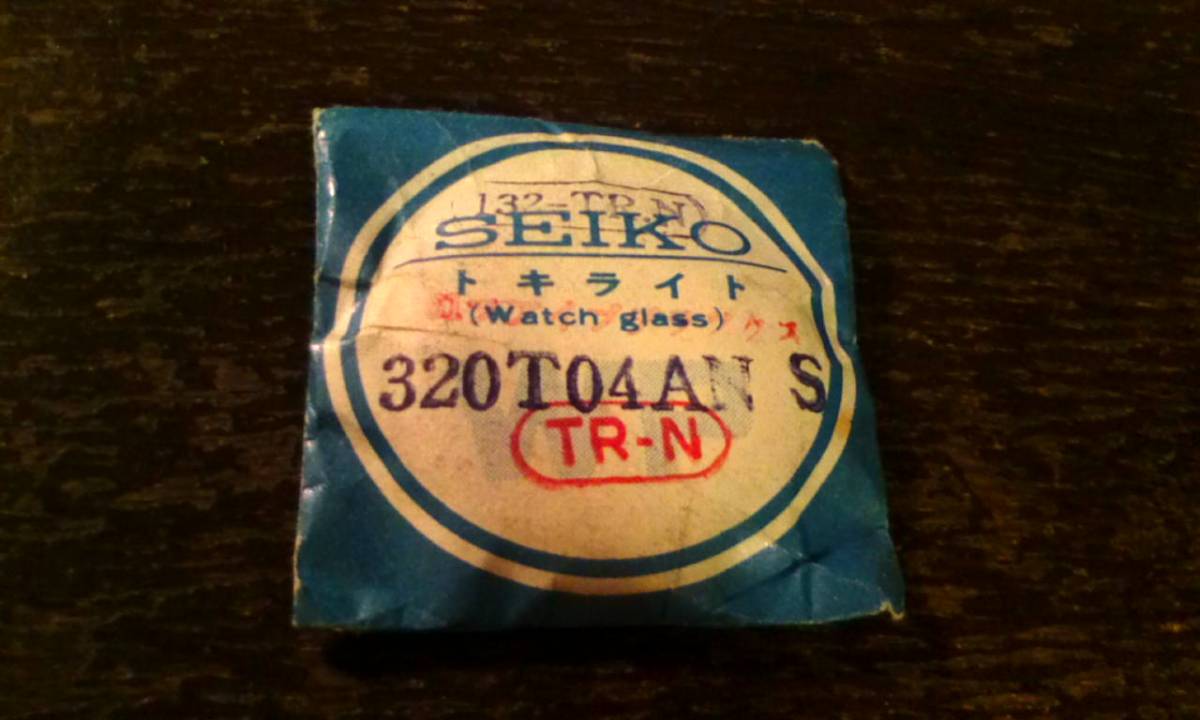 132-TR N)
SEIKO
トキライト
(Watch glass)
320T04AN S
TR-N